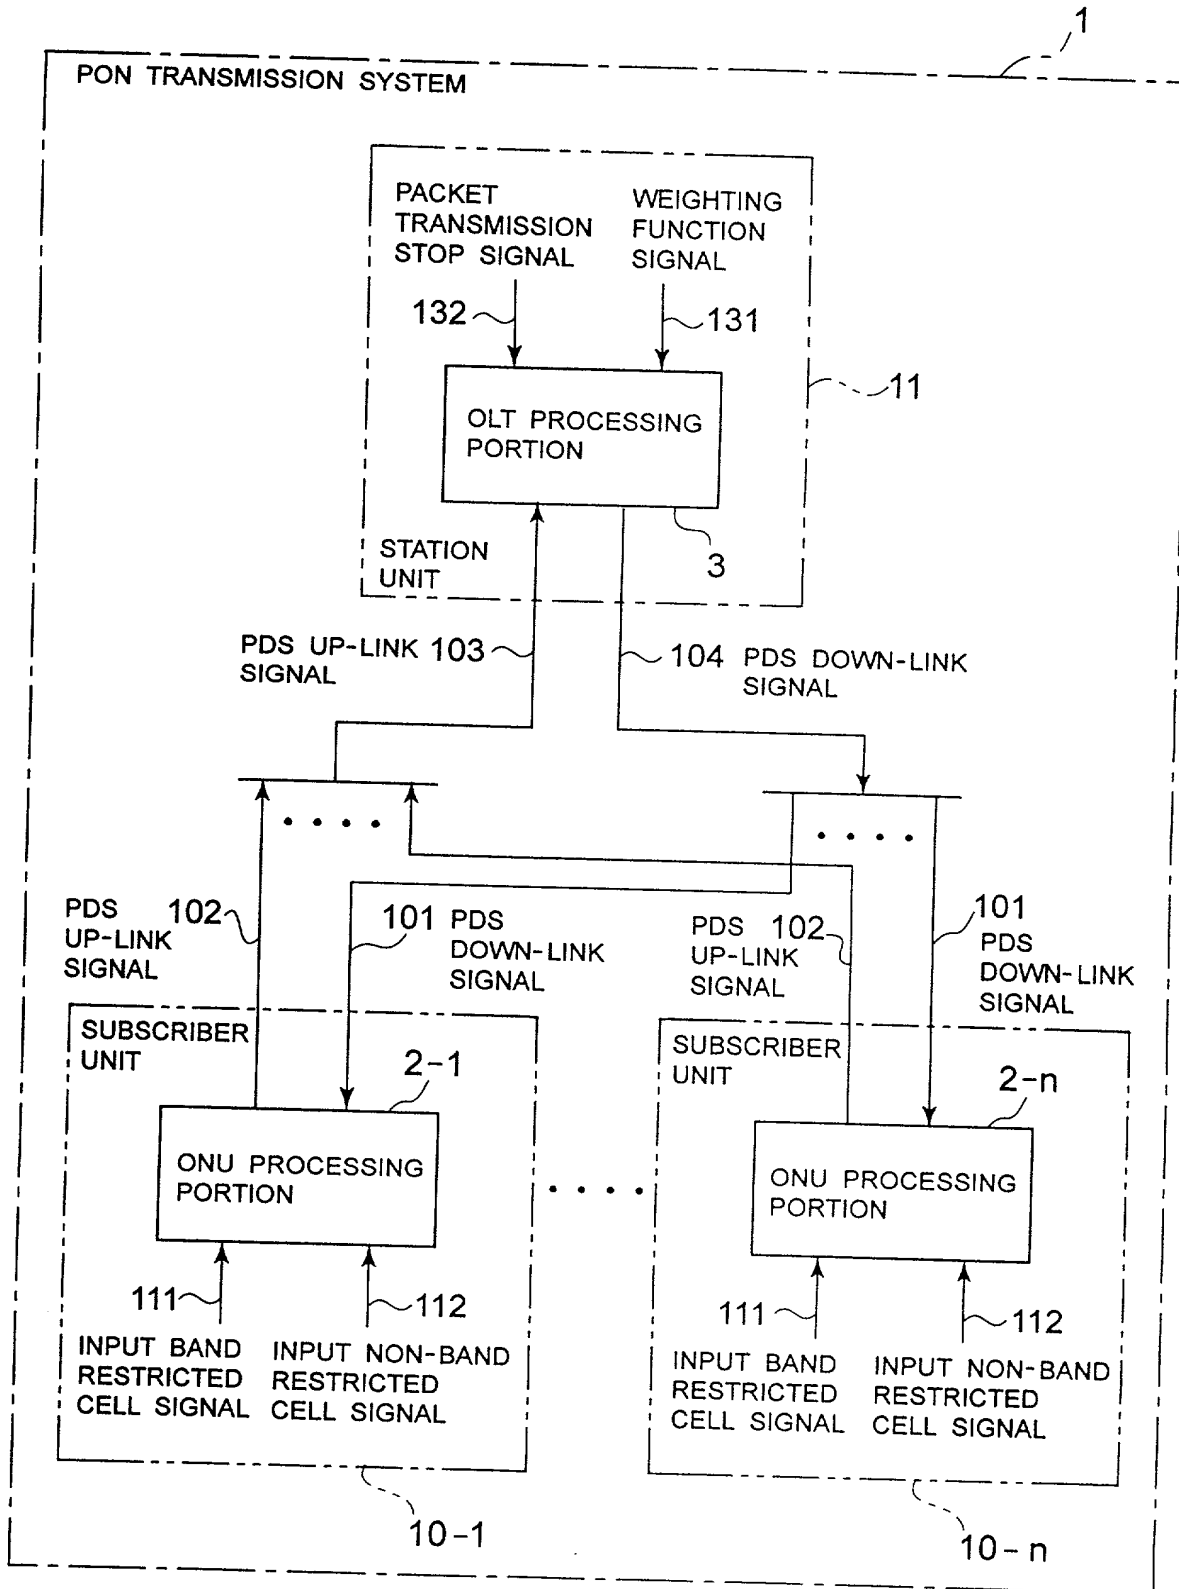 1
PON TRANSMISSION SYSTEM
PACKET
TRANSMISSION
STOP SIGNAL
WEIGHTING
FUNCTION
SIGNAL
132
131
11
OLT PROCESSING
PORTION
3
STATION
UNIT
PDS UP-LINK
SIGNAL
103
104
PDS DOWN-LINK
SIGNAL
PDS
UP-LINK
SIGNAL
102
101
PDS
DOWN-LINK
SIGNAL
PDS
UP-LINK
SIGNAL
102
101
PDS
DOWN-LINK
SIGNAL
SUBSCRIBER
UNIT
2-1
ONU PROCESSING
PORTION
111
112
INPUT BAND
RESTRICTED
CELL SIGNAL
INPUT NON-BAND
RESTRICTED
CELL SIGNAL
10-1
SUBSCRIBER
UNIT
2-n
ONU PROCESSING
PORTION
111
112
INPUT BAND
RESTRICTED
CELL SIGNAL
INPUT NON-BAND
RESTRICTED
CELL SIGNAL
10-n